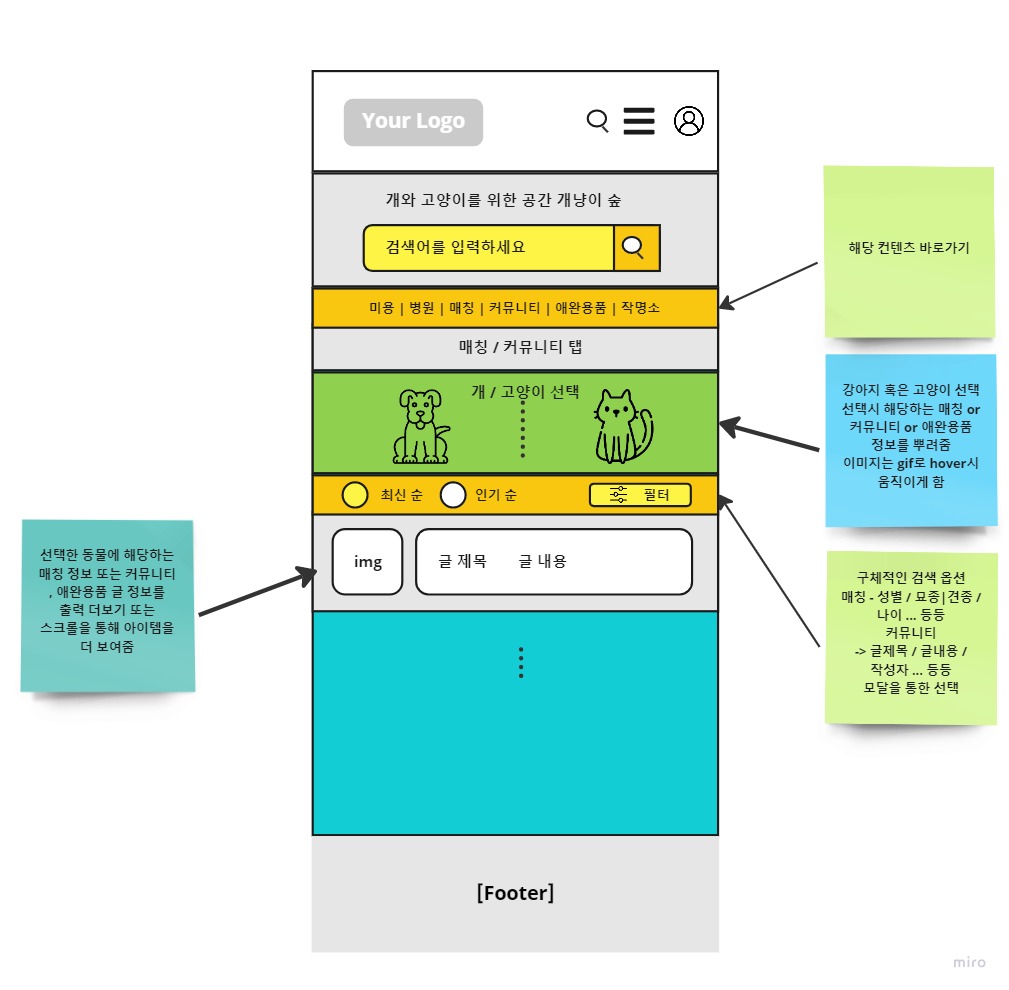 Your Logo
개와 고양이를 위한 공간 개냥이 숲
검색어를 입력하세요
미용 | 병원 | 매칭 | 커뮤니티 | 애완용품 | 작명소
매칭 / 커뮤니티 탭
개 / 고양이 선택
최신 순
인기 순
필터
img
글 제목
글 내용
[Footer]
해당 컨텐츠 바로가기
강아지 혹은 고양이 선택
선택시 해당하는 매칭 or
커뮤니티 or 애완용품
정보를 뿌려줌
이미지는 gif로 hover시
움직이게 함
구체적인 검색 옵션
매칭 - 성별 / 묘종|견종 /
나이 ... 등등
커뮤니티
-> 글제목 / 글내용 /
작성자 ... 등등
모달을 통한 선택
선택한 동물에 해당하는
매칭 정보 또는 커뮤니티
, 애완용품 글 정보를
출력 더보기 또는
스크롤을 통해 아이템을
더 보여줌
miro